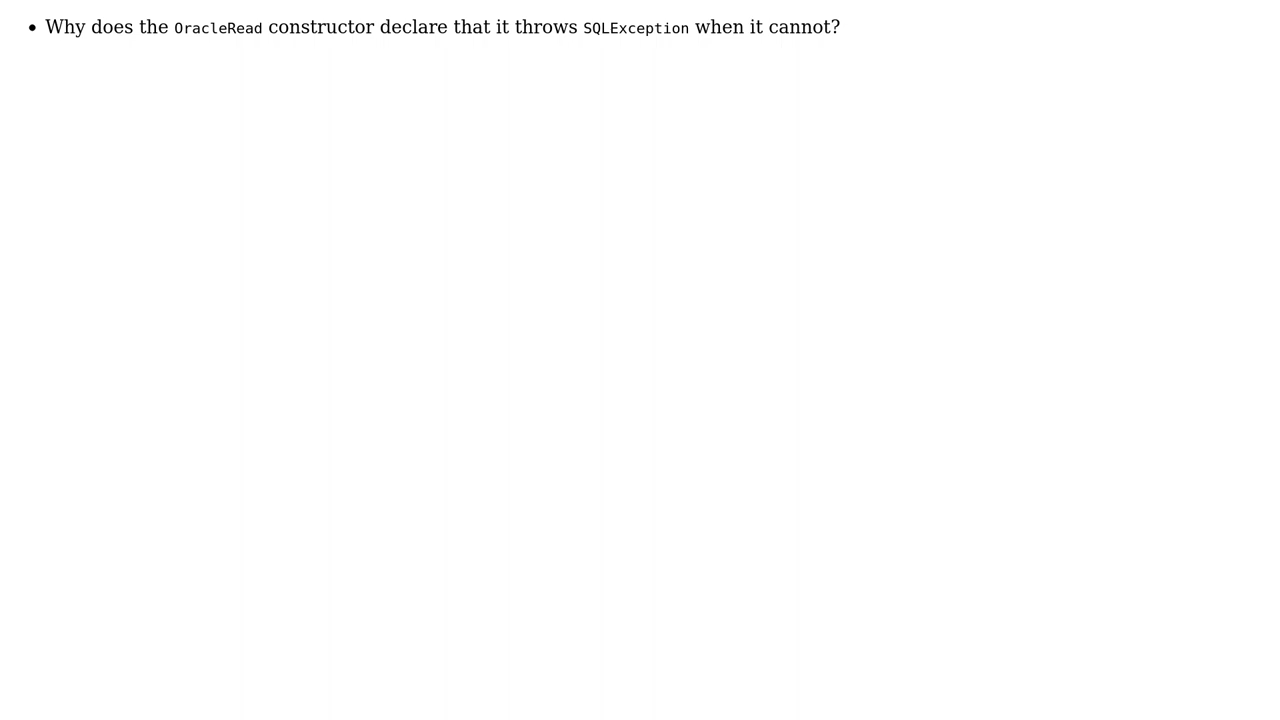 • Why does the OracleRead constructor declare that it throws SQLException when it cannot?